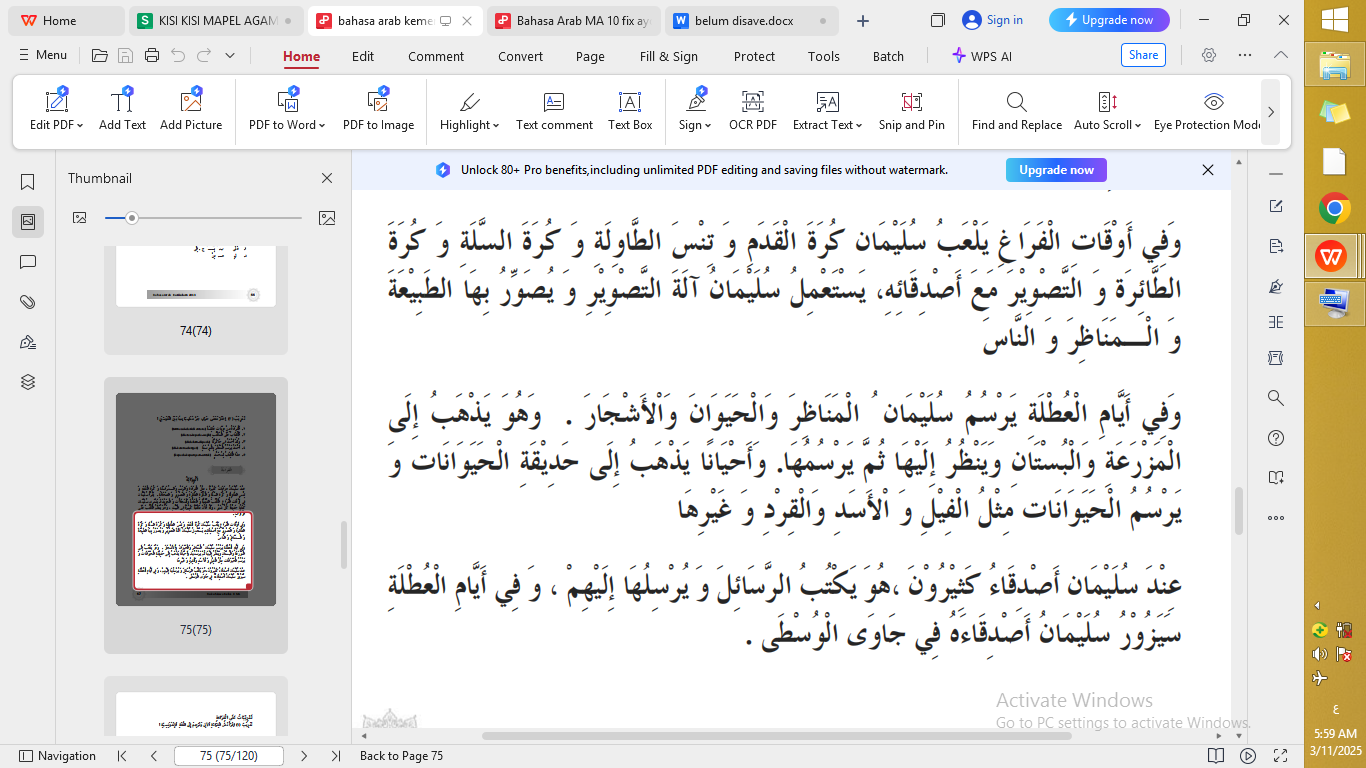 Home
KISI KISI MAPEL AGAM
bahasa arab keme
Bahasa Arab MA 10 fix ay
belum disave.docx
Sign in
Upgrade now
Menu
Home
Edit
Comment
Convert
Page
Fill & Sign
Protect
Tools
Batch
WPS AI
Share
Edit PDF
Add Text
Add Picture
PDF to Word
PDF to Image
Highlight
Text comment
Text Box
Sign
OCR PDF
Extract Text
Snip and Pin
Find and Replace
Auto Scroll
Eye Protection Mode
Thumbnail
Unlock 80+ Pro benefits,including unlimited PDF editing and saving files without watermark.
Upgrade now
74(74)
75(75)
وَفِي أَوْقَاتِ الْفَرَاغِ يَلْعَبُ سُلَيْمَان كُرَةَ الْقَدَمِ وَ تِنْسَ الطَّاوِلَةِ وَ كُرَةَ السَّلَةِ وَ كُرَةَ
الطَّائِرَة وَ التَّصْوِيْرَ مَعَ أَصْدِقَائِهِ، يَسْتَعْمِلُ سُلَيْمَانُ آلَةَ التَّصْوِيْرِ وَ يُصَوِّرُ بِهَا الطَبِيْعَةَ
وَ الْـــمَنَاظِرَ وَ النَّاسَ
وَفِي أَيَّامِ الْعُطْلَةِ يَرْسُمُ سُلَيْمَان ُ الْمَنَاظِرَ وَالْحَيَوَانَ وَالْأَشْجَارَ . وَهُوَ يَذْهَبُ إِلَى
الْمَزْرَعَةِ وَالْبُسْتَانِ وَيَنْظُرُ إِلَيها ثُمَّ يَرْسُمُهَا. وَأَحْيَانًا يَذْهَبُ إِلَى حَدِيْقَةِ الْحَيَوَانَات وَ
يَرْسُمُ الْحَيَوَانَات مِثْلُ الْفِيْلِ وَ الْأَسَدِ وَالْقِرْدِ وَ غَيْرِهَا
عِنْدَ سُلَيْمَان أَصْدِقَاءُ كَثِيْرُوْنَ ،هُوَ يَكْتُبُ الرَّسَائِلَ وَ يُرْسِلُهَا إِلَيْهِمْ ، وَ فِي أَيَّامِ الْعُطْلَةِ
سَيَزُوْرُ سُلَيْمَانُ أَصْدِقَاءَهُ فِي جَاوَى الْوُسْطَى .
Activate Windows
Go to PC settings to activate Windows.
Navigation
75 (75/120)
Back to Page 75
ع
5:59 AM
3/11/2025